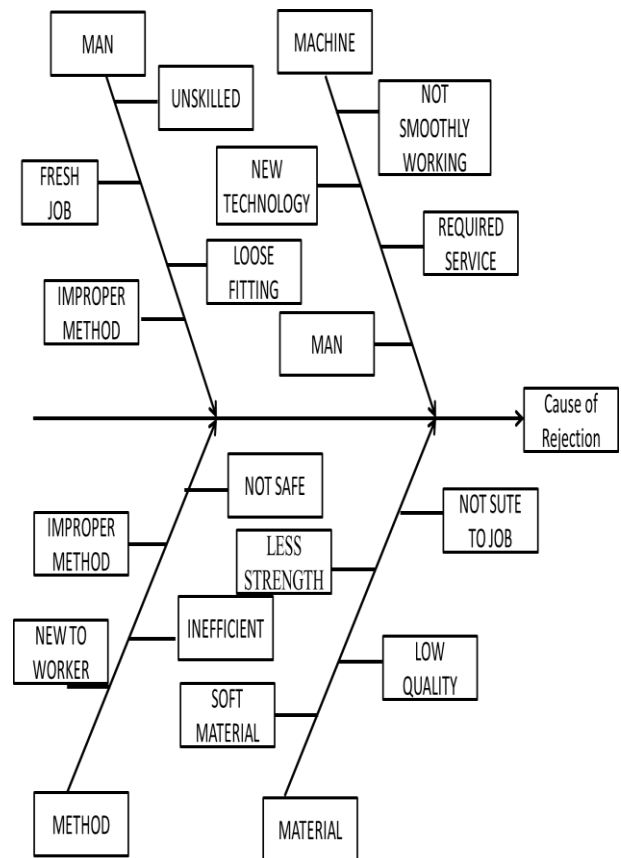 MAN
MACHINE
UNSKILLED
NOT
SMOOTHLY
WORKING
FRESH
JOB
NEW
TECHNOLOGY
LOOSE
FITTING
REQUIRED
SERVICE
IMPROPER
METHOD
MAN
Cause of
Rejection
NOT SAFE
NOT SUTE
TO JOB
IMPROPER
METHOD
LESS
STRENGTH
INEFFICIENT
NEW TO
WORKER
LOW
QUALITY
SOFT
MATERIAL
METHOD
MATERIAL